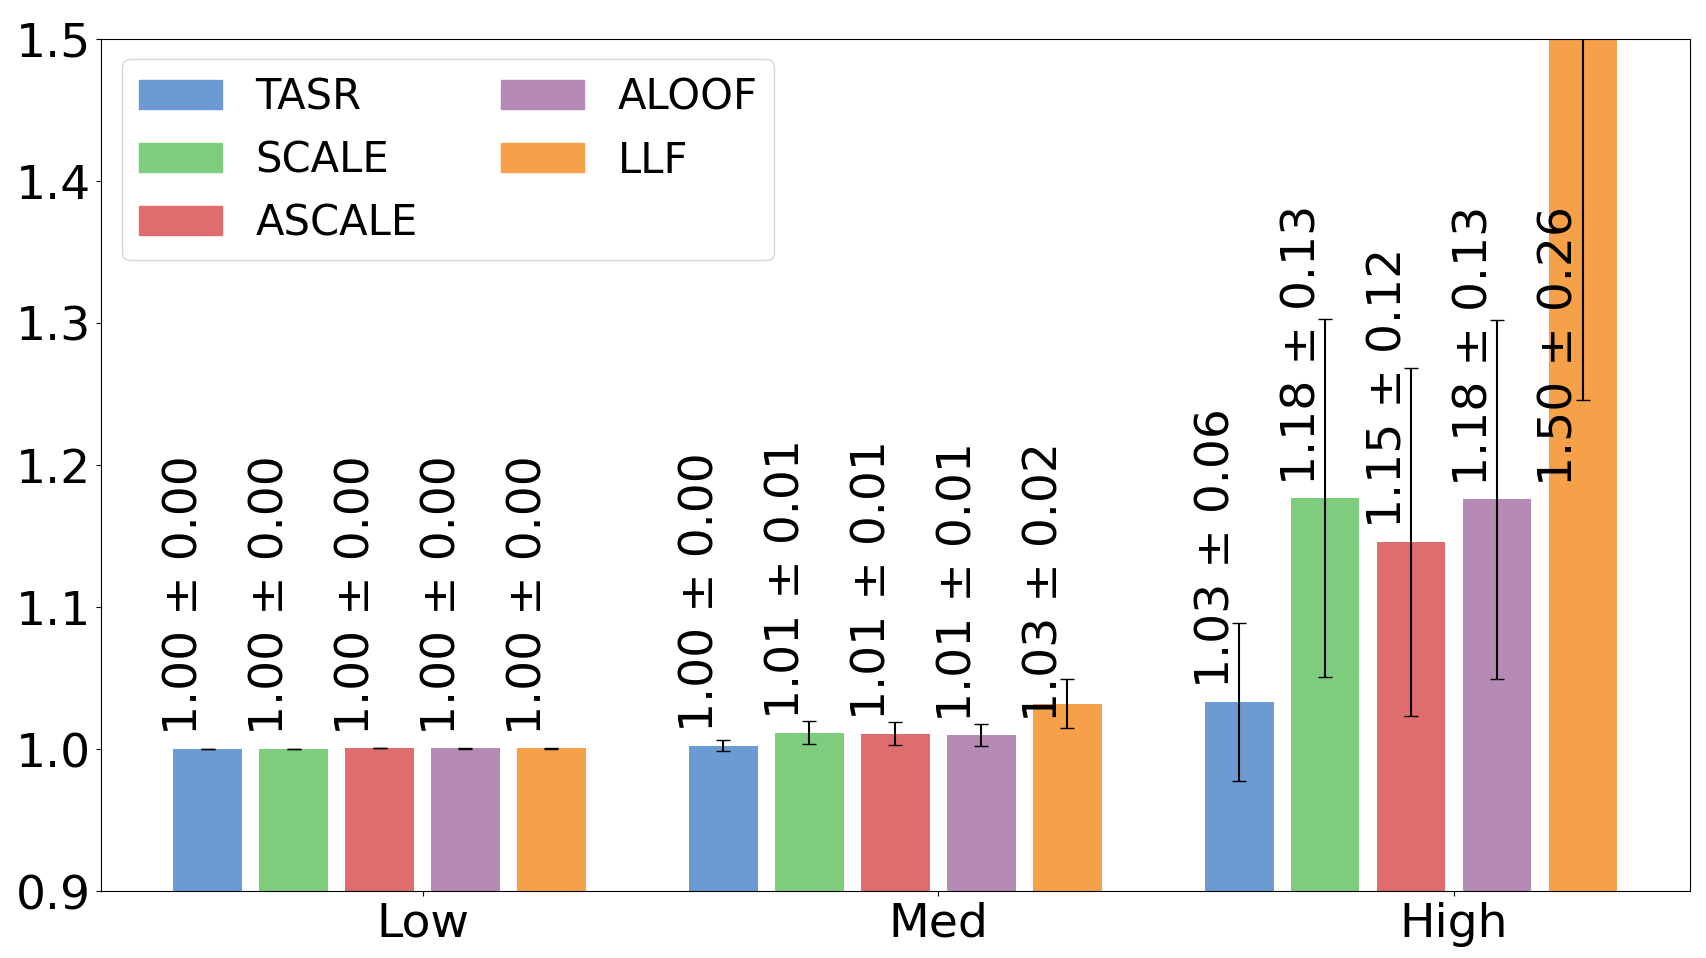 1.5
1.4
1.3
1.2
1.1
1.0
0.9
TASR
SCALE
ASCALE
ALOOF
LLF
1.00 ± 0.00
1.00 ± 0.00
1.00 ± 0.00
1.00 ± 0.00
1.00 ± 0.00
1.00 ± 0.00
1.01 ± 0.01
1.01 ± 0.01
1.01 ± 0.01
1.03 ± 0.02
1.03 ± 0.06
1.18 ± 0.13
1.15 ± 0.12
1.18 ± 0.13
1.50 ± 0.26
Low
Med
High